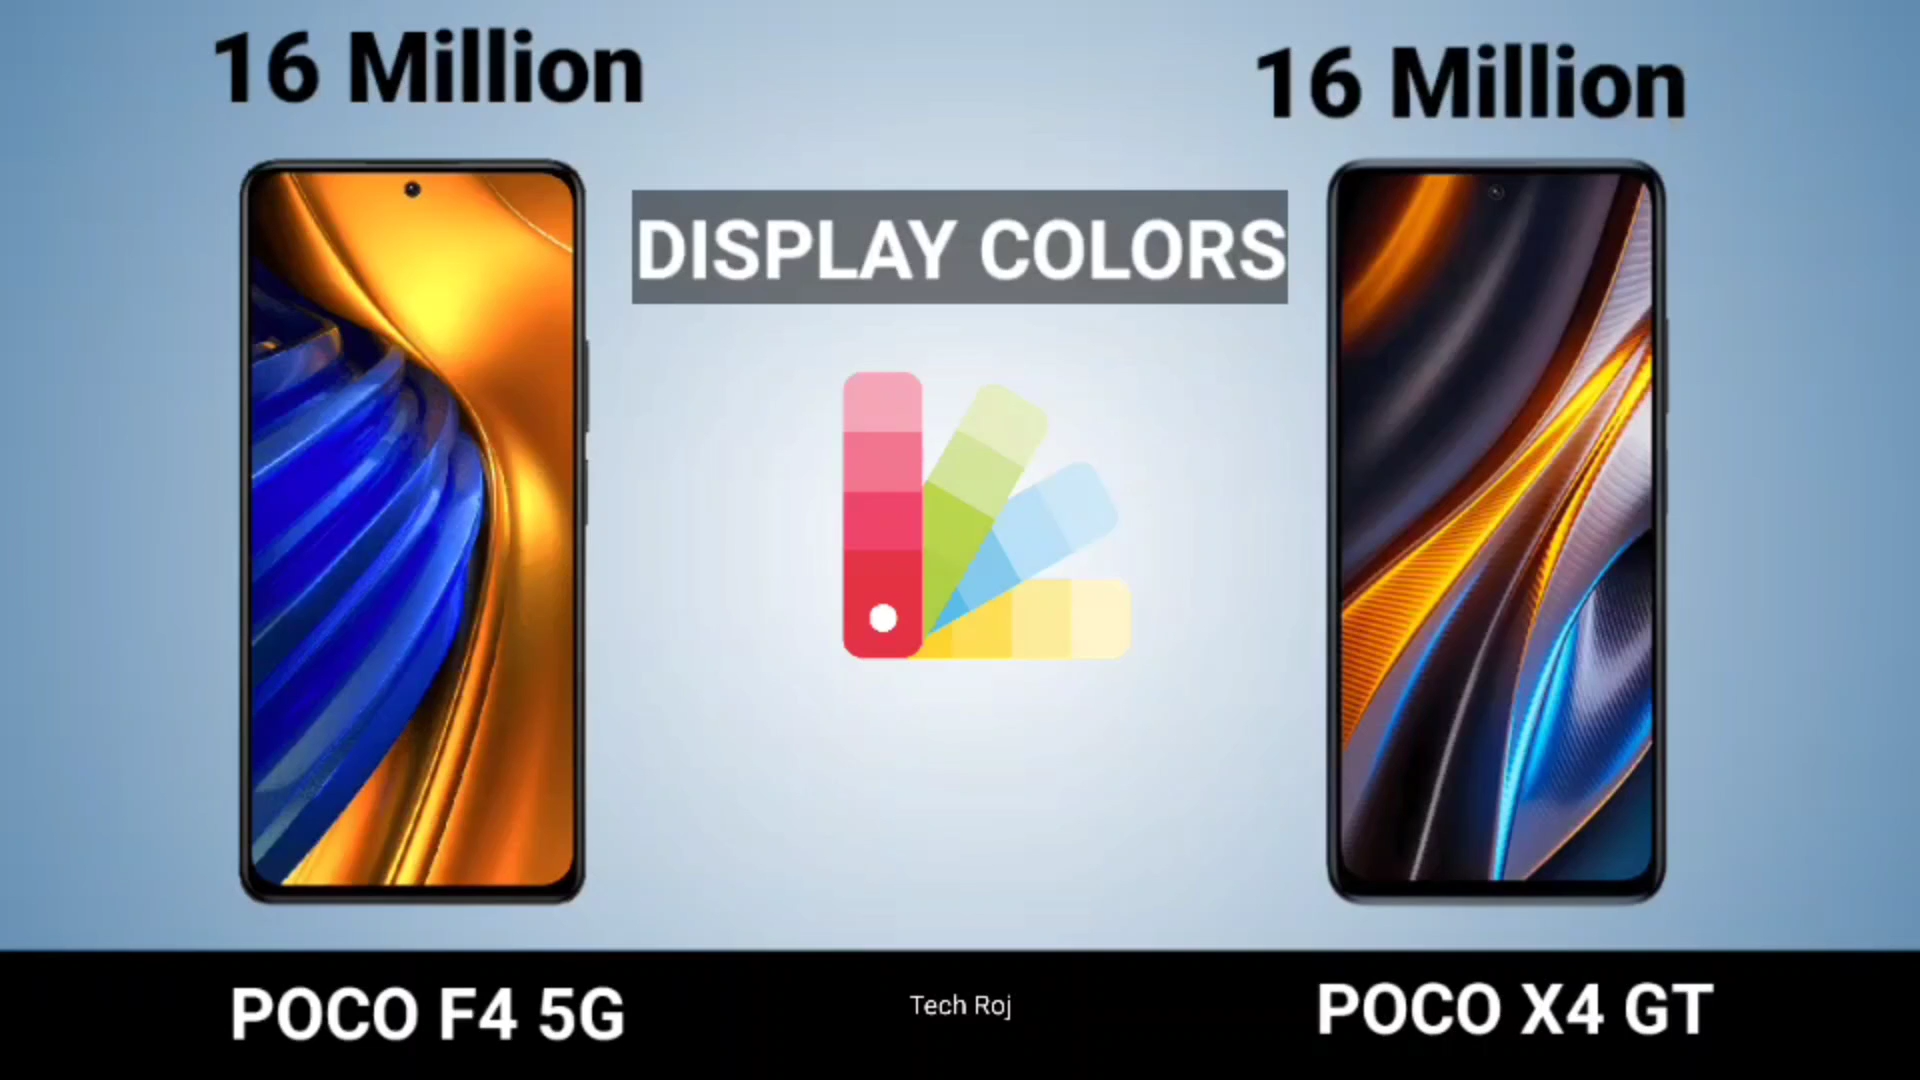 16 Million
16 Million
DISPLAY COLORS
POCO F4 5G
Tech Roj
POCO X4 GT